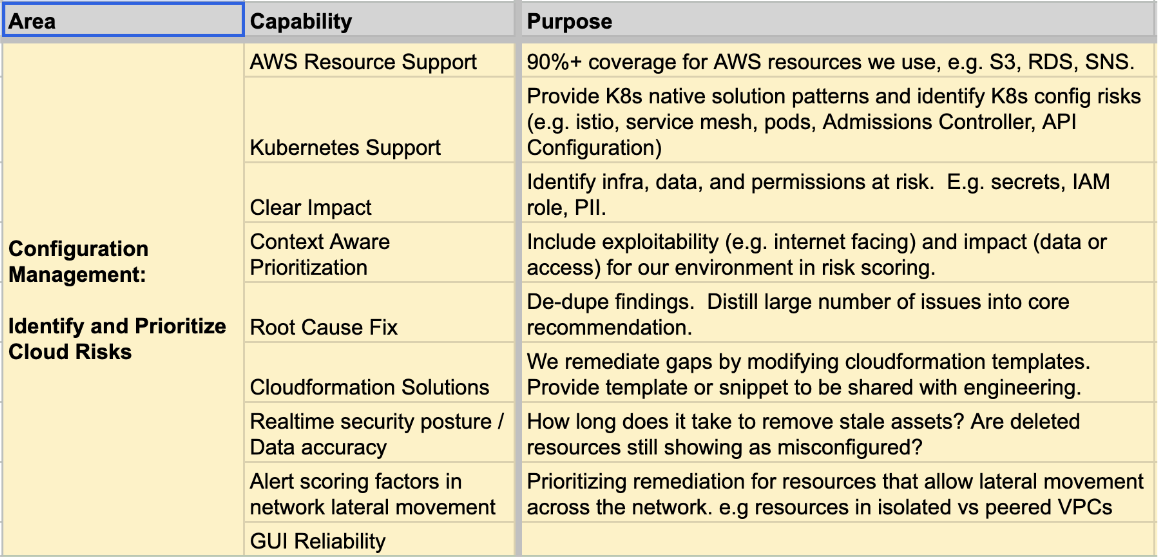 Area
Capability
Purpose
Configuration
Management:
Identify and Prioritize
Cloud Risks
AWS Resource Support
90%+ coverage for AWS resources we use, e.g. S3, RDS, SNS.
Kubernetes Support
Provide K8s native solution patterns and identify K8s config risks
(e.g. istio, service mesh, pods, Admissions Controller, API
Configuration)
Clear Impact
Identify infra, data, and permissions at risk.  E.g. secrets, IAM
role, PII.
Context Aware
Prioritization
Include exploitability (e.g. internet facing) and impact (data or
access) for our environment in risk scoring.
Root Cause Fix
De-dupe findings.  Distill large number of issues into core
recommendation.
Cloudformation Solutions
We remediate gaps by modifying cloudformation templates.
Provide template or snippet to be shared with engineering.
Realtime security posture /
Data accuracy
How long does it take to remove stale assets? Are deleted
resources still showing as misconfigured?
Alert scoring factors in
network lateral movement
Prioritizing remediation for resources that allow lateral movement
across the network. e.g resources in isolated vs peered VPCs
GUI Reliability